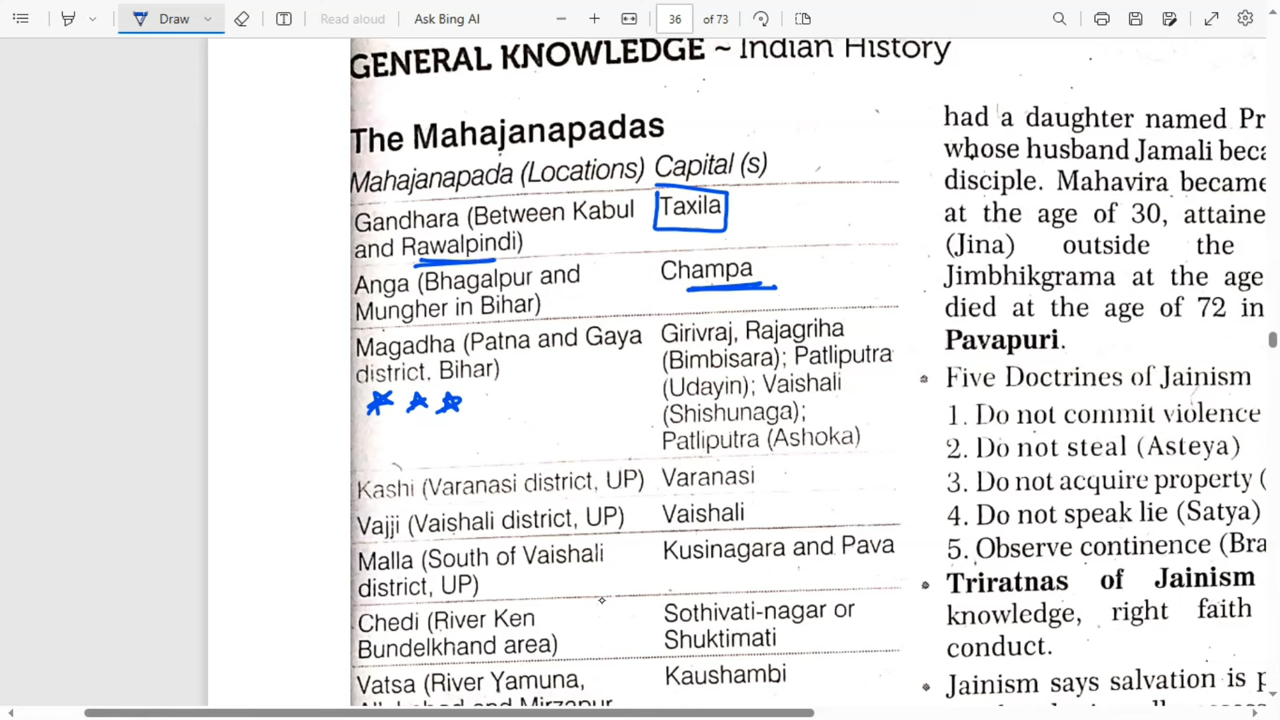 Draw
Read aloud
Ask Bing AI
36
of 73
GENERAL KNOWLEDGE ~ Indian History
The Mahajanapadas
Mahajanapada (Locations) Capital (s)
Gandhara (Between Kabul Taxila
and Rawalpindi)
Anga (Bhagalpur and Champa
Mungher in Bihar)
Magadha (Patna and Gaya Girivraj, Rajagriha
district, Bihar) (Bimbisara); Patliputra
(Udayin); Vaishali
(Shishunaga);
Patliputra (Ashoka)
Kashi (Varanasi district, UP) Varanasi
Vajji (Vaishali district, UP) Vaishali
Malla (South of Vaishali Kusinagara and Pava
district, UP)
Chedi (River Ken Sothivati-nagar or
Bundelkhand area) Shuktimati
Vatsa (River Yamuna, Kaushambi
had a daughter named Pr
whose husband Jamali beca
disciple. Mahavira became
at the age of 30, attaine
(Jina) outside the
Jimbhikgrama at the age
died at the age of 72 in
Pavapuri.
Five Doctrines of Jainism
1. Do not commit violence
2. Do not steal (Asteya)
3. Do not acquire property (
4. Do not speak lie (Satya)
5. Observe continence (Bra
Triratnas of Jainism
knowledge, right faith
conduct.
Jainism says salvation is p